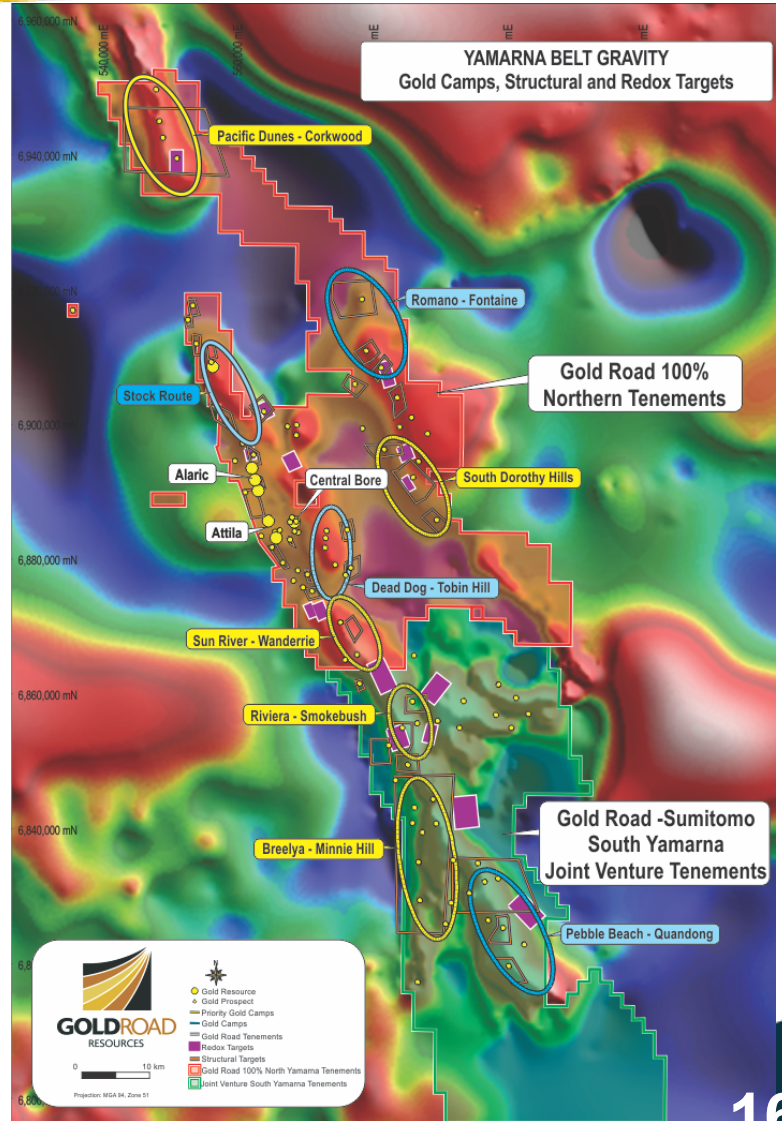 6,960,000 mN
540,000 mE
560,000 mE
mE
mE
mE
YAMARNA BELT GRAVITY
Gold Camps, Structural and Redox Targets
Pacific Dunes - Corkwood
6,940,000 mN
mN
Romano - Fontaine
Gold Road 100%
Northern Tenements
Stock Route
6,900,000 mN
Alaric
Central Bore
South Dorothy Hills
Attila
6,880,000 mN
Dead Dog - Tobin Hill
Sun River - Wanderrie
6,860,000 mN
Riviera - Smokebush
6,840,000 mN
Gold Road -Sumitomo
South Yamarna
Joint Venture Tenements
Breelya - Minnie Hill
Pebble Beach - Quandong
N
GOLDROAD
RESOURCES
0 10 km
Projection: MGA 94, Zone 51
Gold Resource
Gold Prospect
Priority Gold Camps
Gold Camps
Gold Road Tenements
Redox Targets
Structural Targets
Gold Road 100% North Yamarna Tenements
Joint Venture South Yamarna Tenements
16